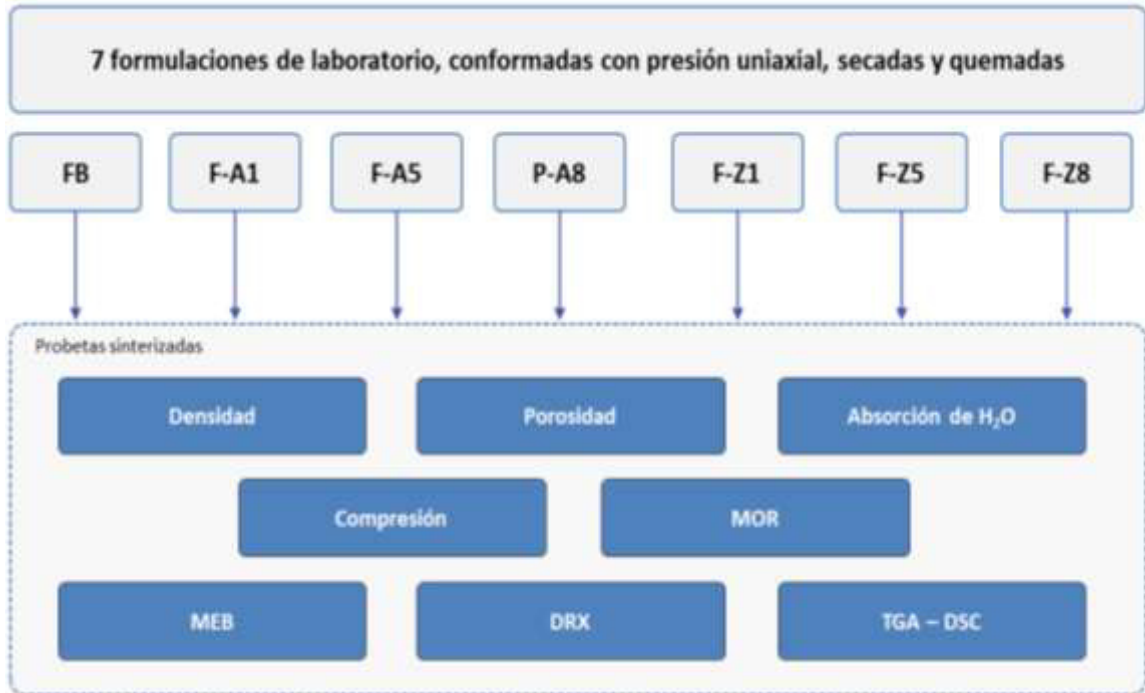 7 formulaciones de laboratorio, conformadas con presión uniaxial, secadas y quemadas
FB
F-A1
F-A5
P-A8
F-Z1
F-Z5
F-Z8
Probetas sinterizadas
Densidad
Porosidad
Absorción de H₂O
Compresión
MOR
MEB
DRX
TGA – DSC